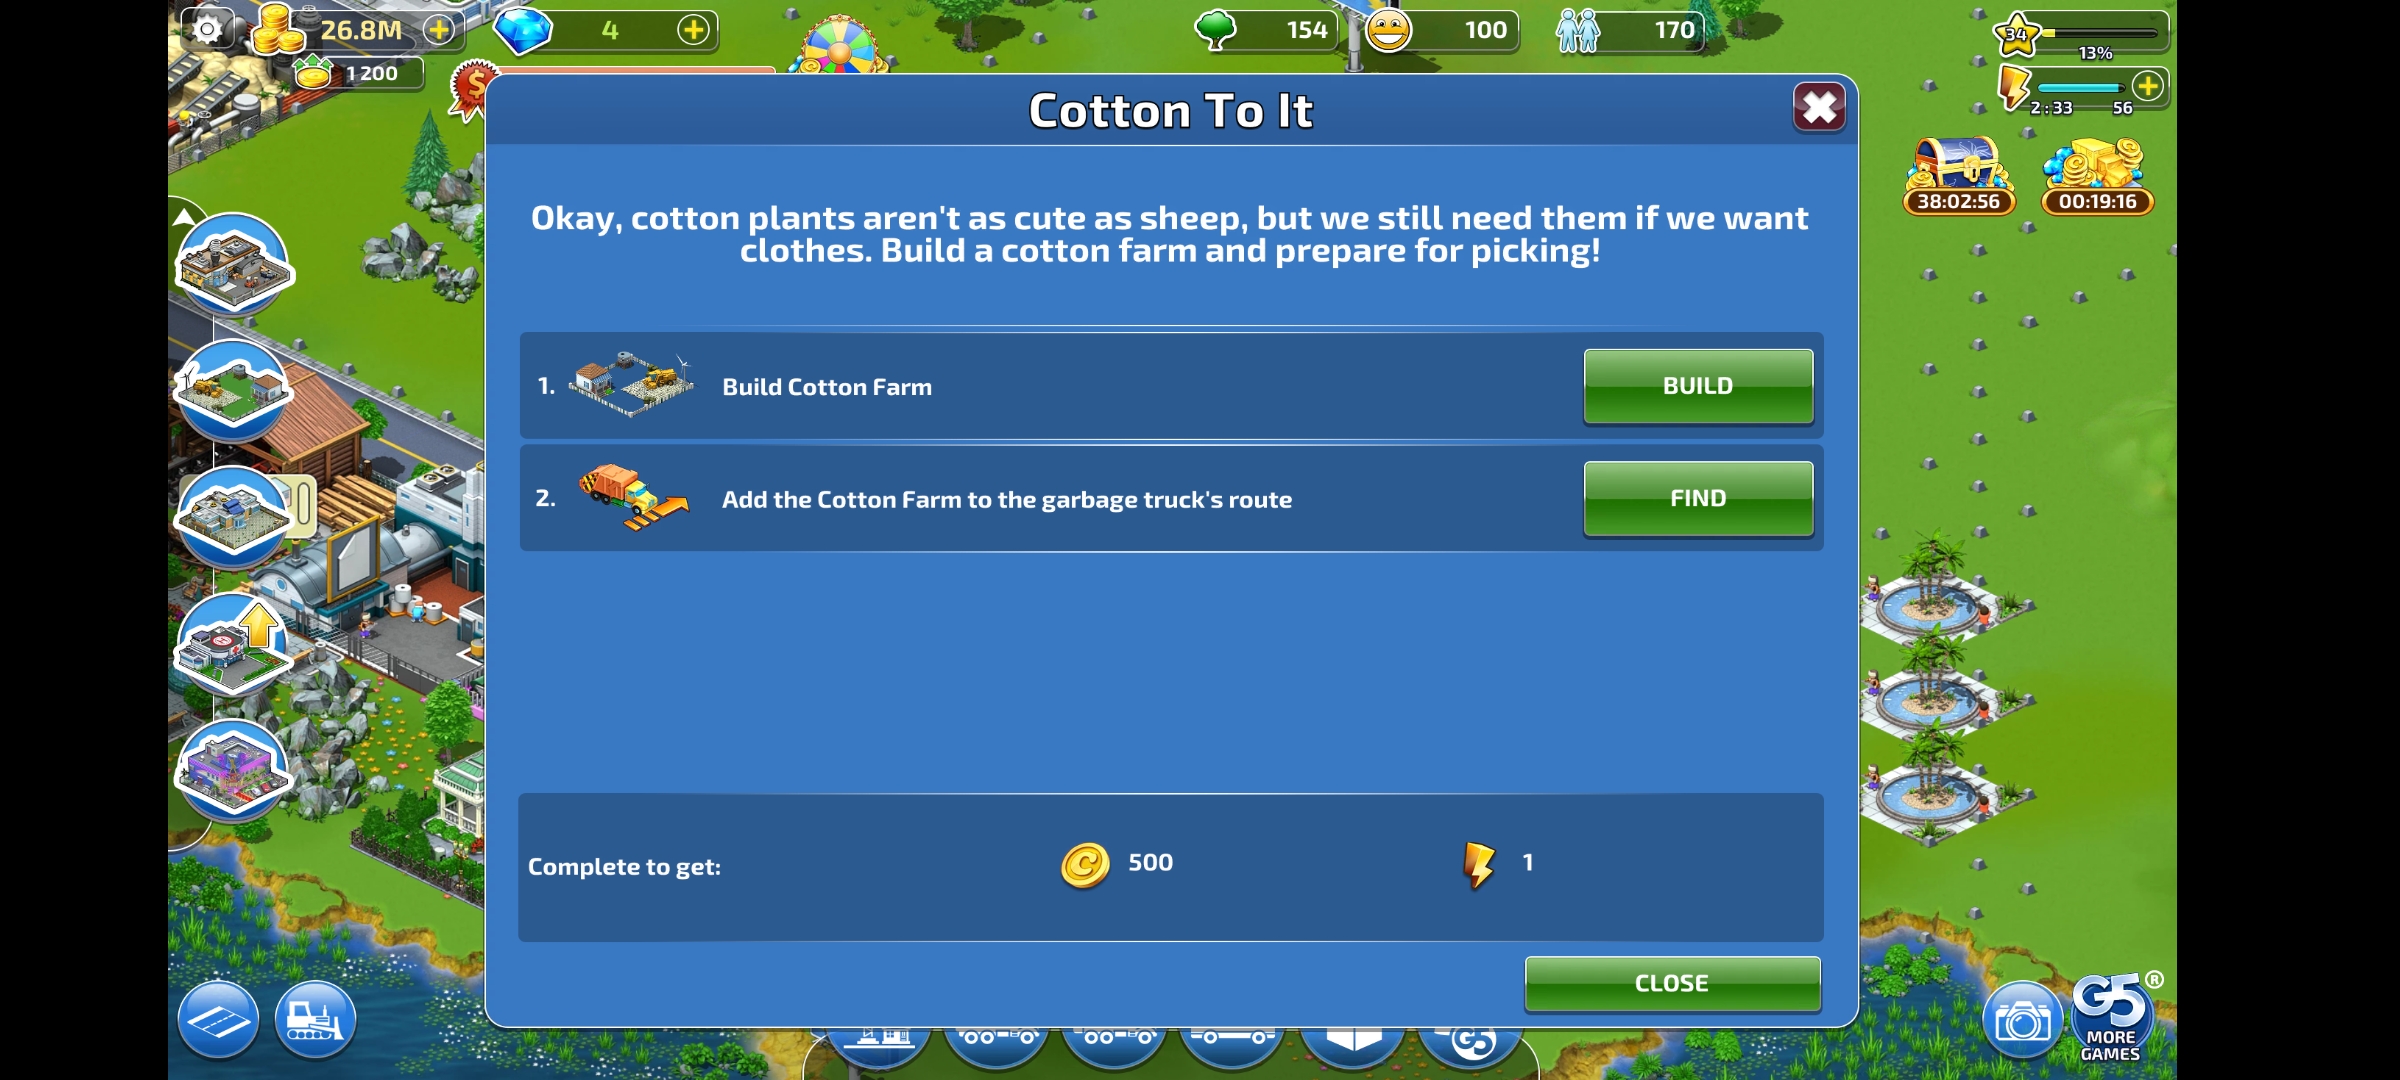 26.8M
4
154
100
170
34
13%
1 200
2:33
56
38:02:56
00:19:16
Cotton To It
Okay, cotton plants aren't as cute as sheep, but we still need them if we want
clothes. Build a cotton farm and prepare for picking!
1.
Build Cotton Farm
BUILD
2.
Add the Cotton Farm to the garbage truck's route
FIND
Complete to get:
500
1
CLOSE
G5
G5®
MORE
GAMES